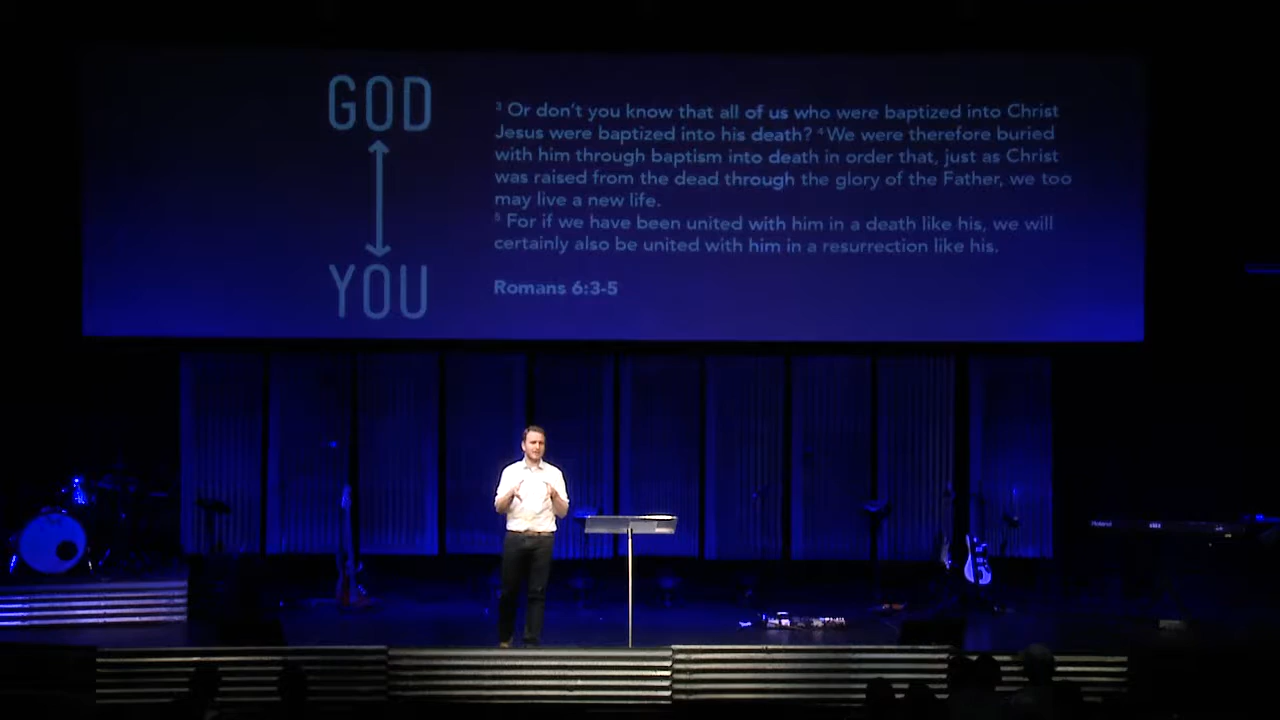 GOD
YOU
³ Or don't you know that all of us who were baptized into Christ
Jesus were baptized into his death? ⁴ We were therefore buried
with him through baptism into death in order that, just as Christ
was raised from the dead through the glory of the Father, we too
may live a new life.
⁵ For if we have been united with him in a death like his, we will
certainly also be united with him in a resurrection like his.
Romans 6:3-5
Roland